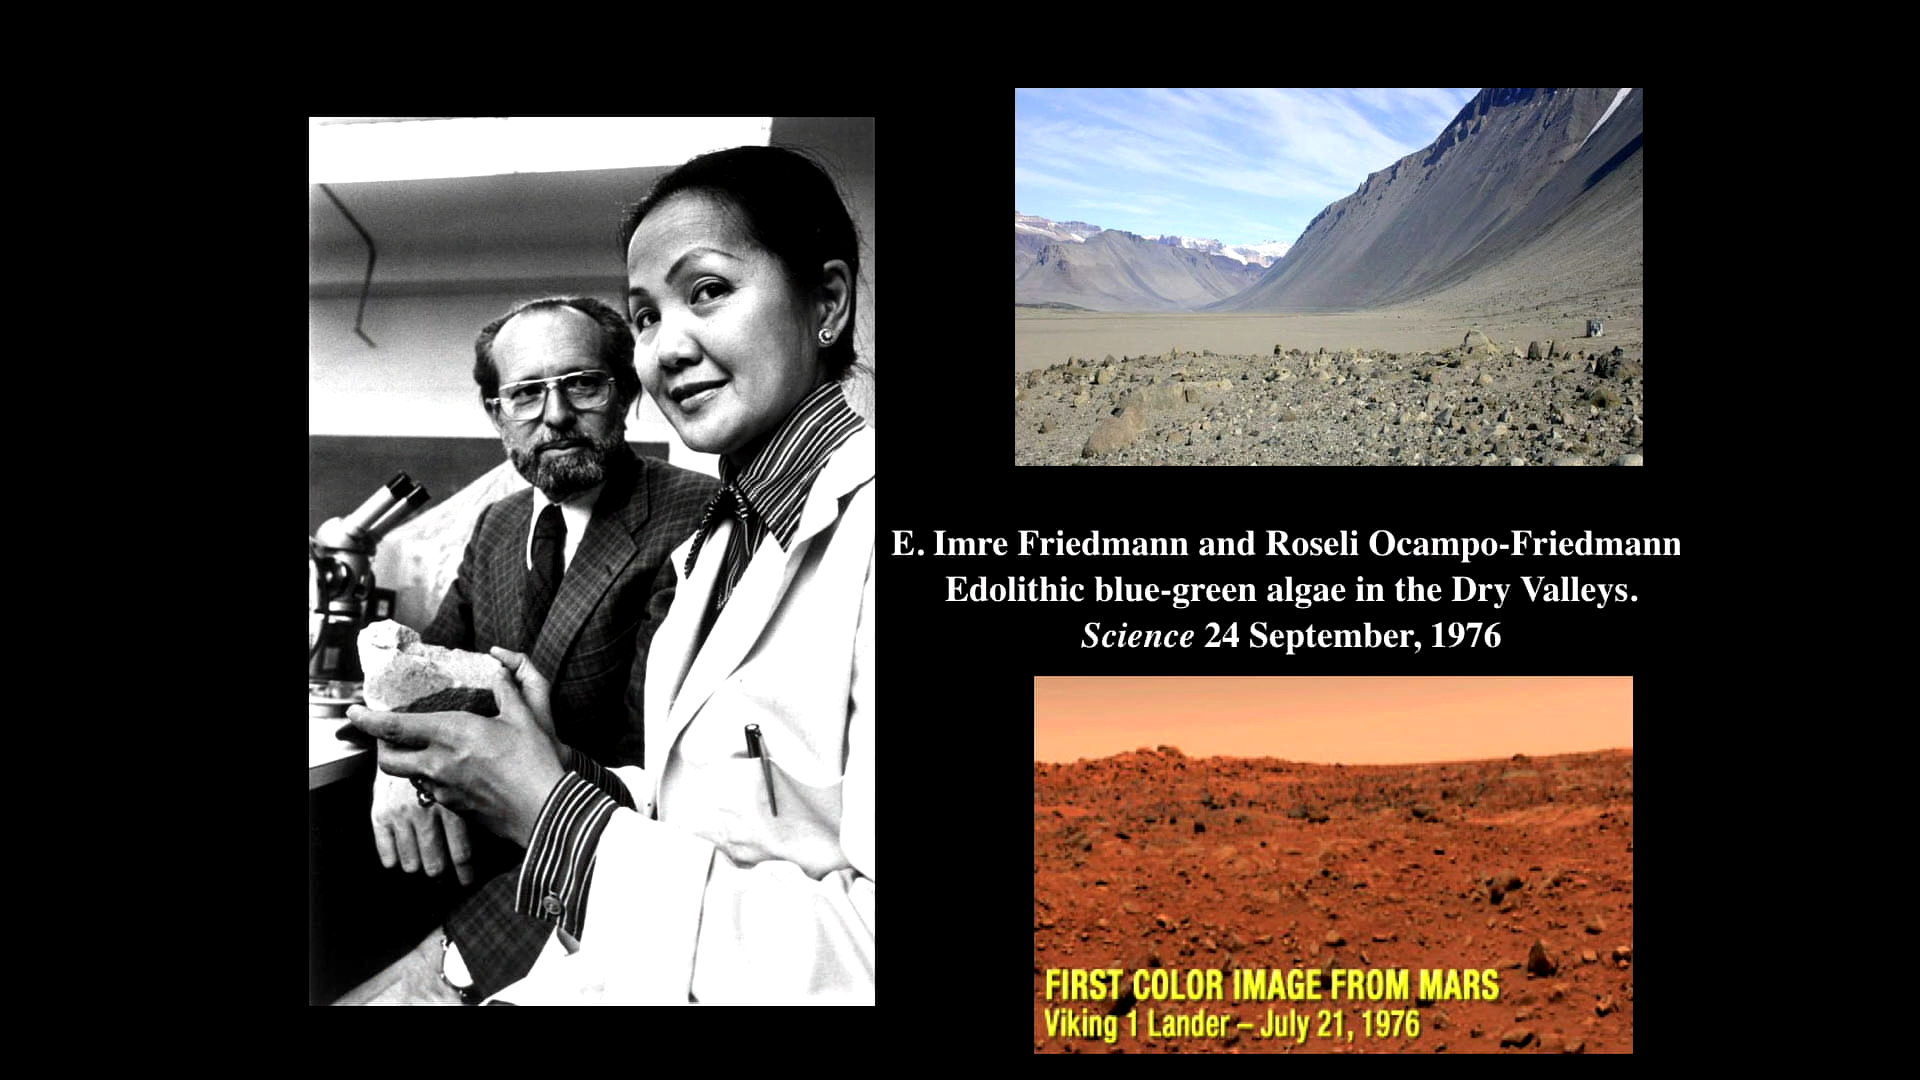 E. Imre Friedmann and Roseli Ocampo-Friedmann
Edolithic blue-green algae in the Dry Valleys.
Science 24 September, 1976
FIRST COLOR IMAGE FROM MARS
Viking 1 Lander – July 21, 1976